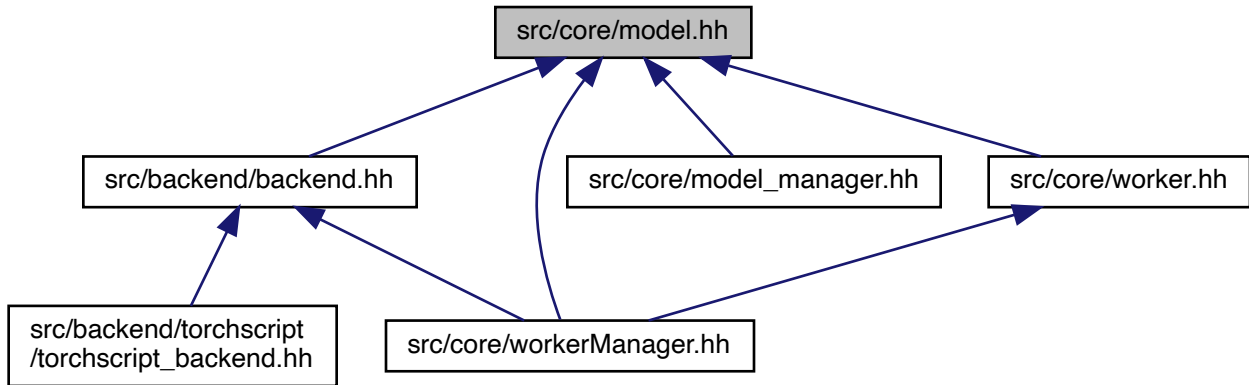 src/core/model.hh
src/backend/backend.hh
src/core/model_manager.hh
src/core/worker.hh
src/backend/torchscript
/torchscript_backend.hh
src/core/workerManager.hh